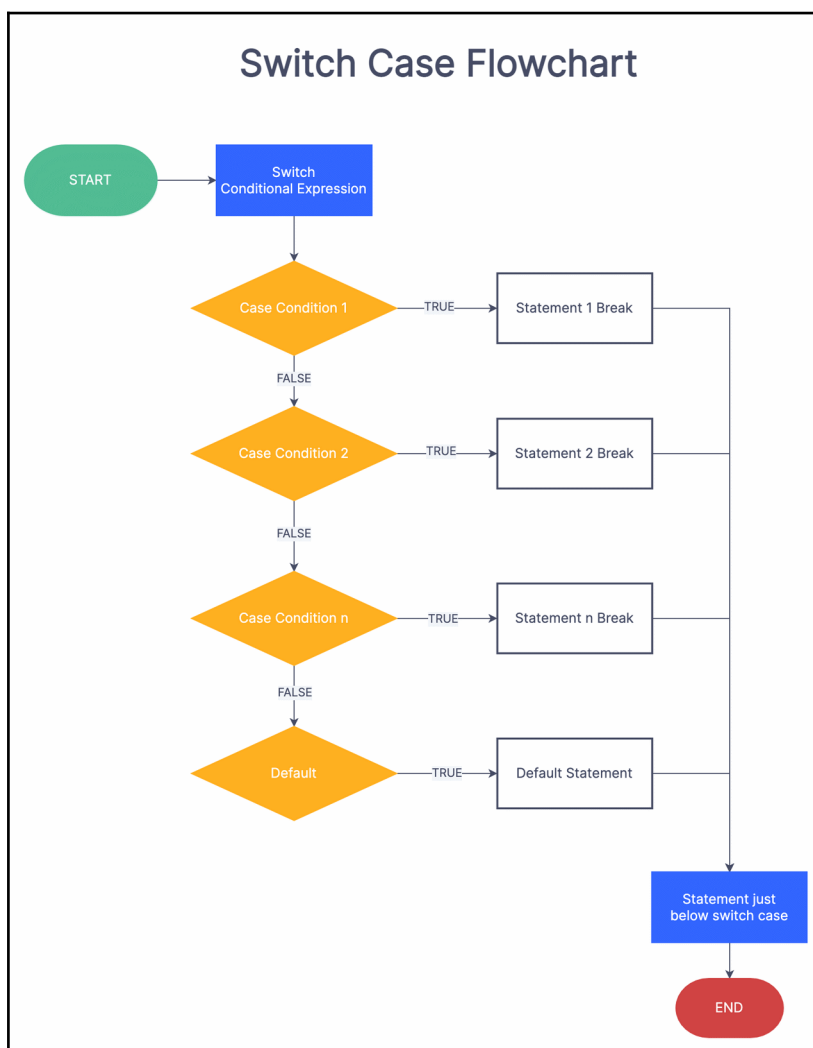 Switch Case Flowchart
START
Switch
Conditional Expression
Case Condition 1
TRUE
Statement 1 Break
FALSE
Case Condition 2
TRUE
Statement 2 Break
FALSE
Case Condition n
TRUE
Statement n Break
FALSE
Default
TRUE
Default Statement
Statement just
below switch case
END